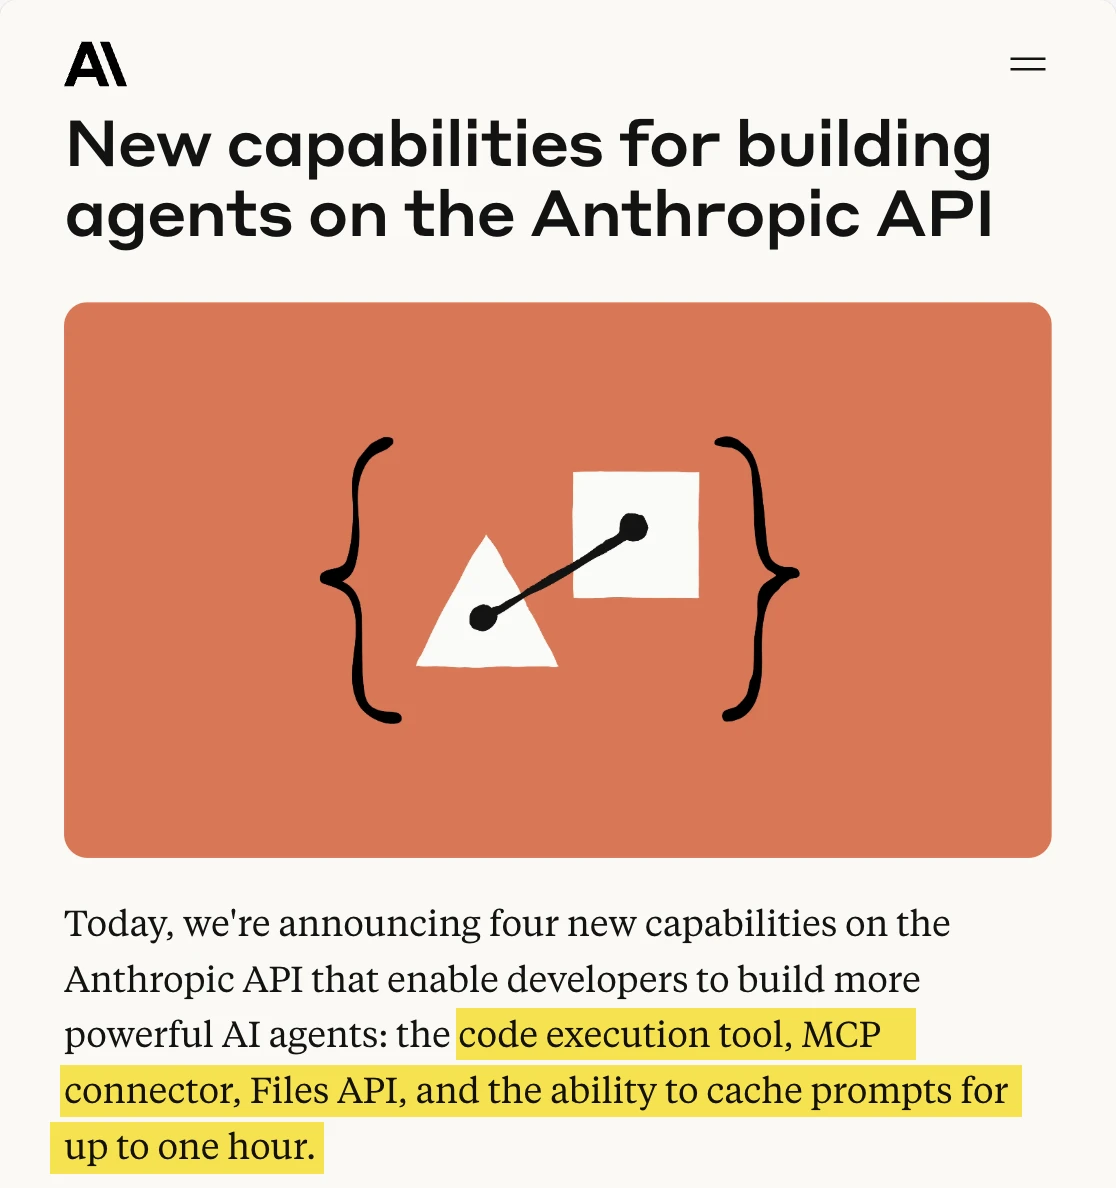 New capabilities for building
agents on the Anthropic API
Today, we're announcing four new capabilities on the
Anthropic API that enable developers to build more
powerful AI agents: the code execution tool, MCP
connector, Files API, and the ability to cache prompts for
up to one hour.